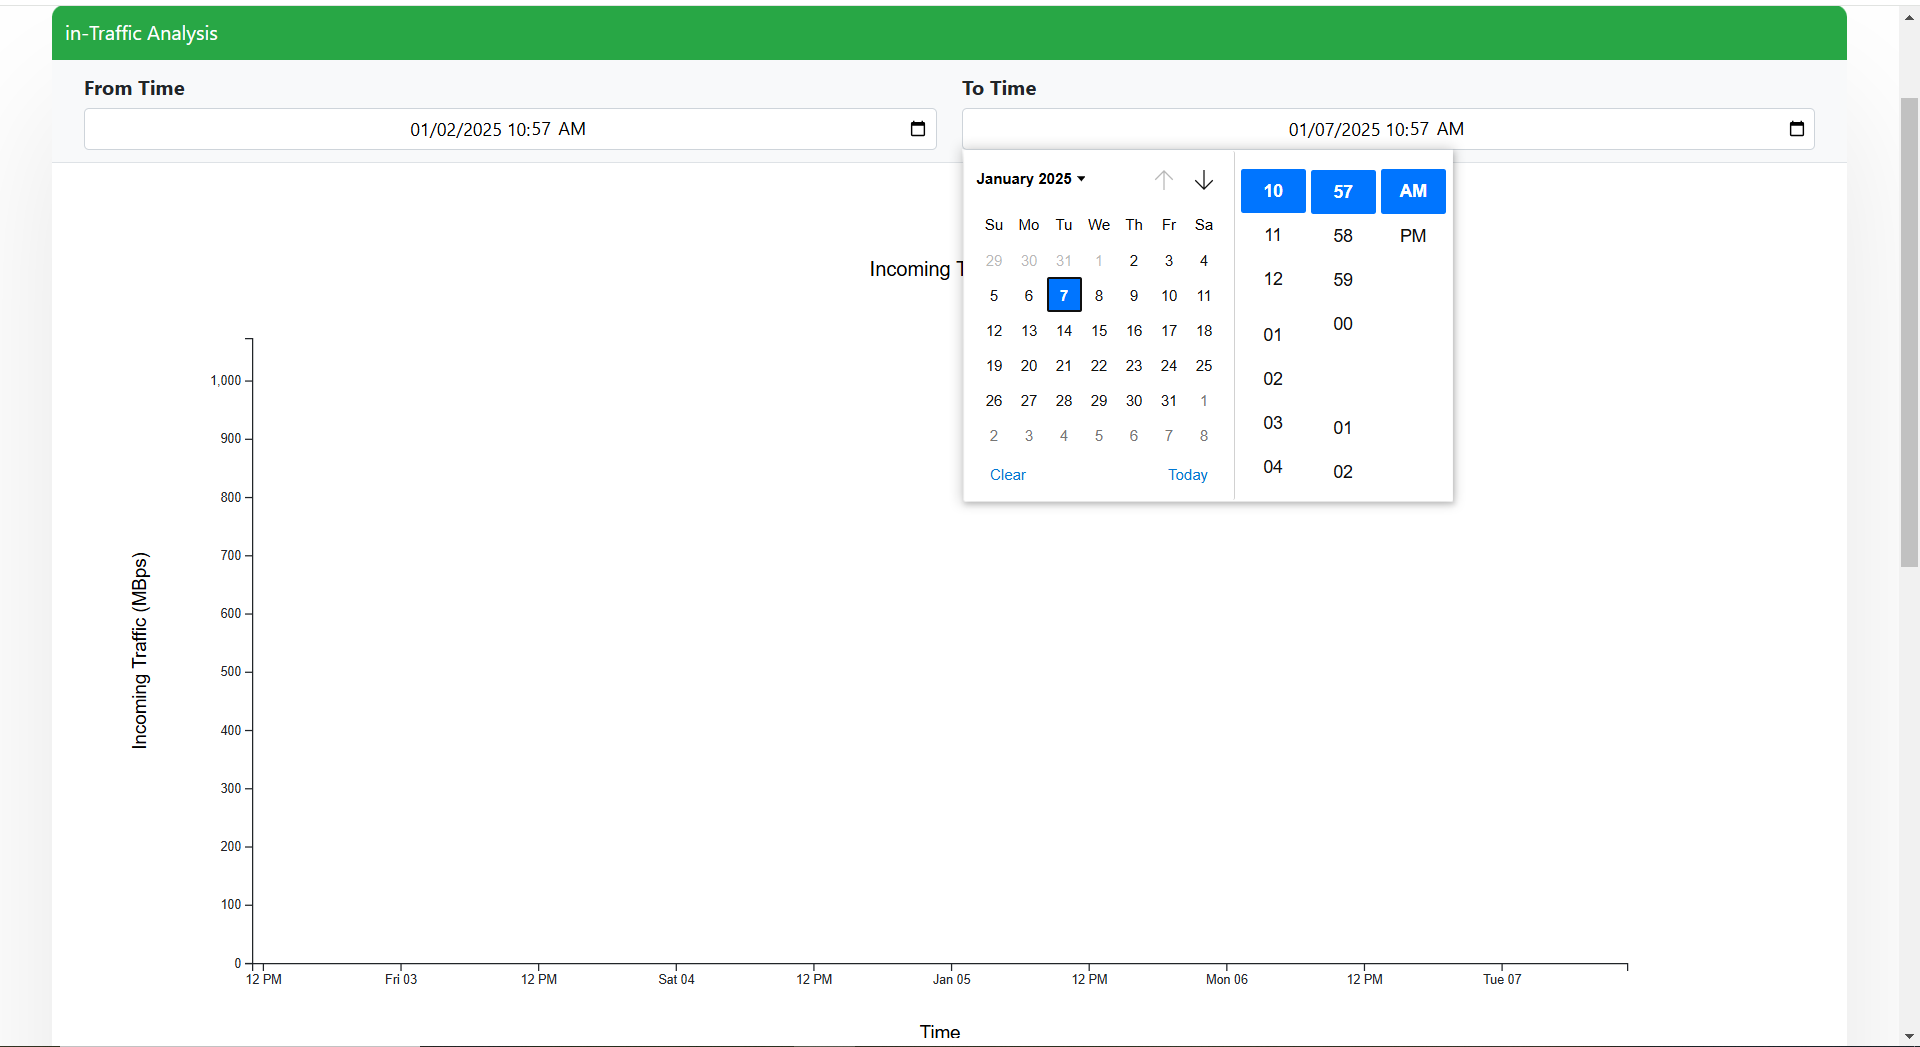 in-Traffic Analysis
From Time
To Time
01/02/2025 10:57 AM
01/07/2025 10:57 AM
January 2025
Su Mo Tu We Th Fr Sa
29 30 31 1 2 3 4
5 6 7 8 9 10 11
12 13 14 15 16 17 18
19 20 21 22 23 24 25
26 27 28 29 30 31 1
2 3 4 5 6 7 8
Clear Today
10 57 AM
11 58 PM
12 59
00
01
02
03 01
04 02
Incoming
1,000
900
800
700
600
500
400
300
200
100
0
Incoming Traffic (MBps)
12 PM Fri 03 12 PM Sat 04 12 PM Jan 05 12 PM Mon 06 12 PM Tue 07
Time